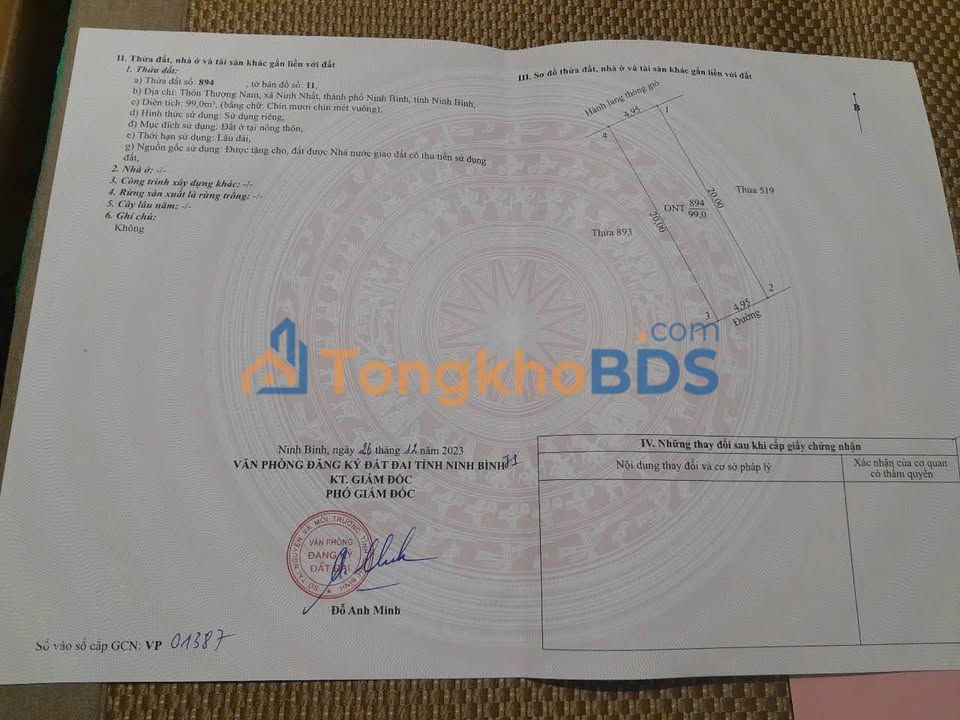 II. Thửa đất, nhà ở và tài sản khác gắn liền với đất
1. Thửa đất:
a) Thửa đất số: 894 , tờ bản đồ số: 11,
b) Địa chỉ: Thôn Thượng Nam, xã Ninh Nhất, thành phố Ninh Bình, tỉnh Ninh Bình,
c) Diện tích: 99,0m², (bằng chữ: Chín mươi chín mét vuông),
d) Hình thức sử dụng: Sử dụng riêng,
đ) Mục đích sử dụng: Đất ở tại nông thôn,
e) Thời hạn sử dụng: Lâu dài,
g) Nguồn gốc sử dụng: Được tặng cho, đất được Nhà nước giao đất có thu tiền sử dụng
đất,
2. Nhà ở: -/-
3. Công trình xây dựng khác: -/-
4. Rừng sản xuất là rừng trồng: -/-
5. Cây lâu năm: -/-
6. Ghi chú:
Không
III. Sơ đồ thửa đất, nhà ở và tài sản khác gắn liền với đất
B
Hành lang thông gió
4,95
1
4
20,00
Thửa 519
ONT 894
99,0
20,00
Thửa 893
2
4,95
3
Đường
.com
TongkhoBDS
Ninh Bình, ngày 26 tháng 12 năm 2023
VĂN PHÒNG ĐĂNG KÝ ĐẤT ĐAI TỈNH NINH BÌNH
KT. GIÁM ĐỐC
PHÓ GIÁM ĐỐC
SỞ TÀI NGUYÊN VÀ MÔI TRƯỜNG TỈNH NINH BÌNH
VĂN PHÒNG
ĐĂNG KÝ
ĐẤT ĐAI
Đỗ Anh Minh
Số vào sổ cấp GCN: VP 01387
IV. Những thay đổi sau khi cấp giấy chứng nhận
Nội dung thay đổi và cơ sở pháp lý
Xác nhận của cơ quan
có thẩm quyền